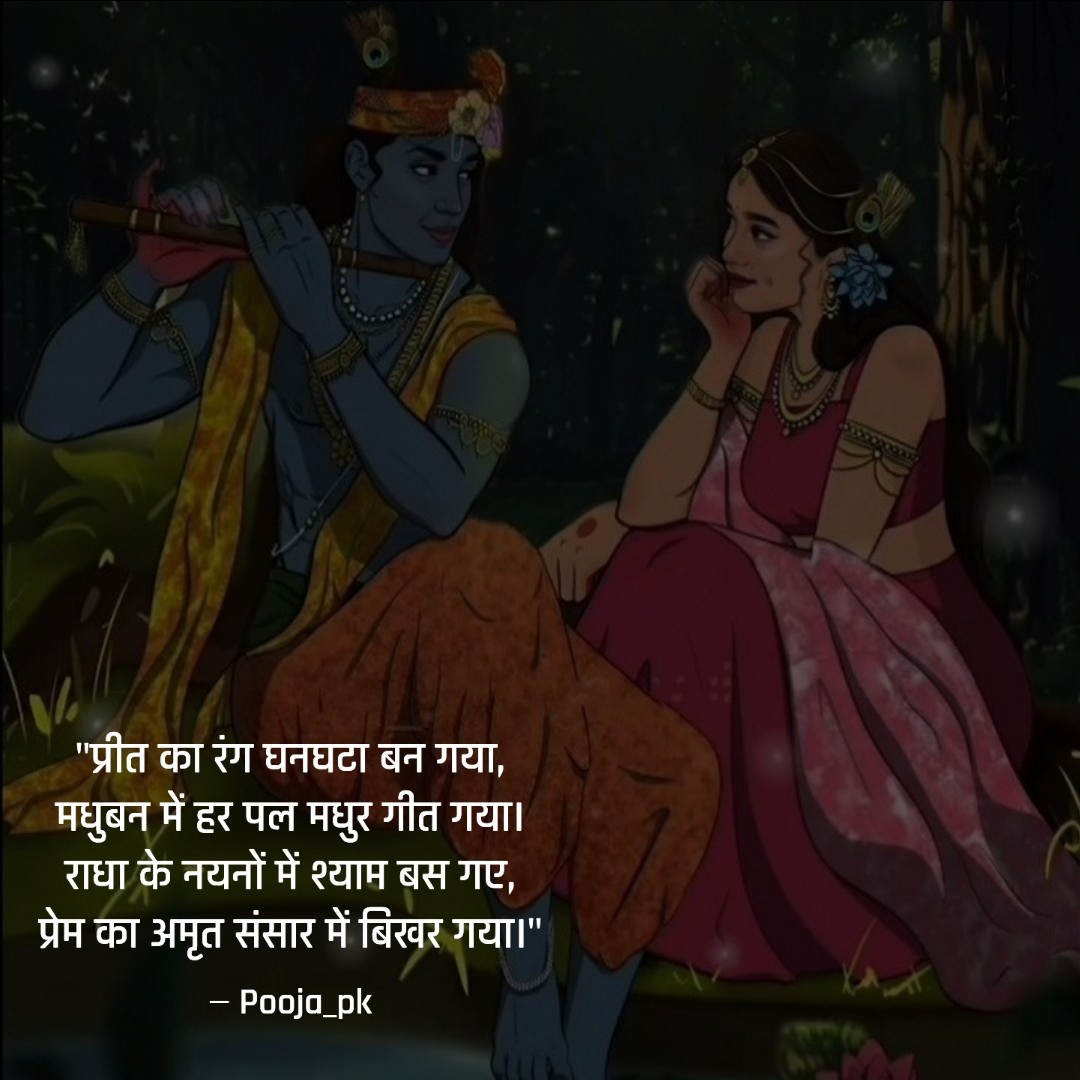 "प्रीत का रंग घनघटा बन गया,
मधुबन में हर पल मधुर गीत गया।
राधा के नयनों में श्याम बस गए,
प्रेम का अमृत संसार में बिखर गया।"
– Pooja_pk